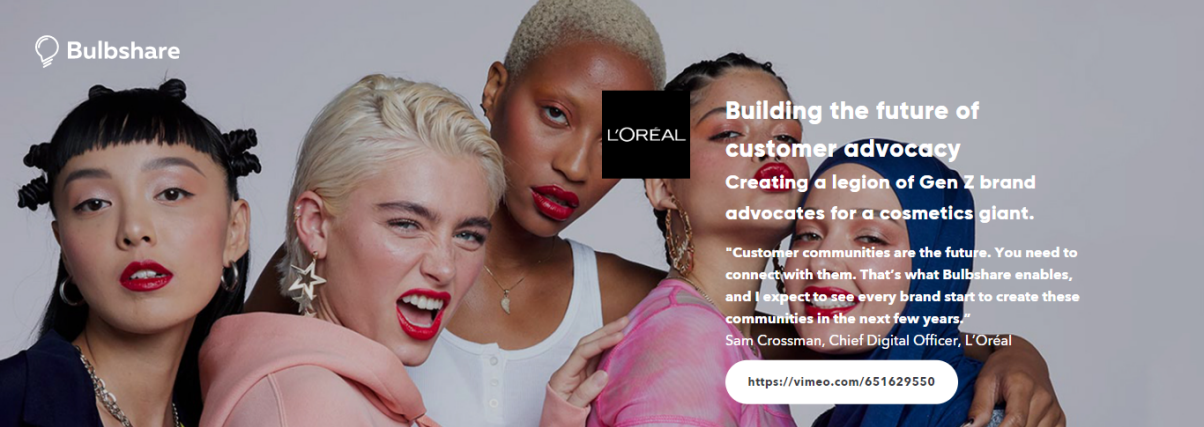 Bulbshare
L'ORÉAL
Building the future of
customer advocacy
Creating a legion of Gen Z brand
advocates for a cosmetics giant.
"Customer communities are the future. You need to
connect with them. That's what Bulbshare enables,
and I expect to see every brand start to create these
communities in the next few years."
Sam Crossman, Chief Digital Officer, L'Oréal
https://vimeo.com/651629550